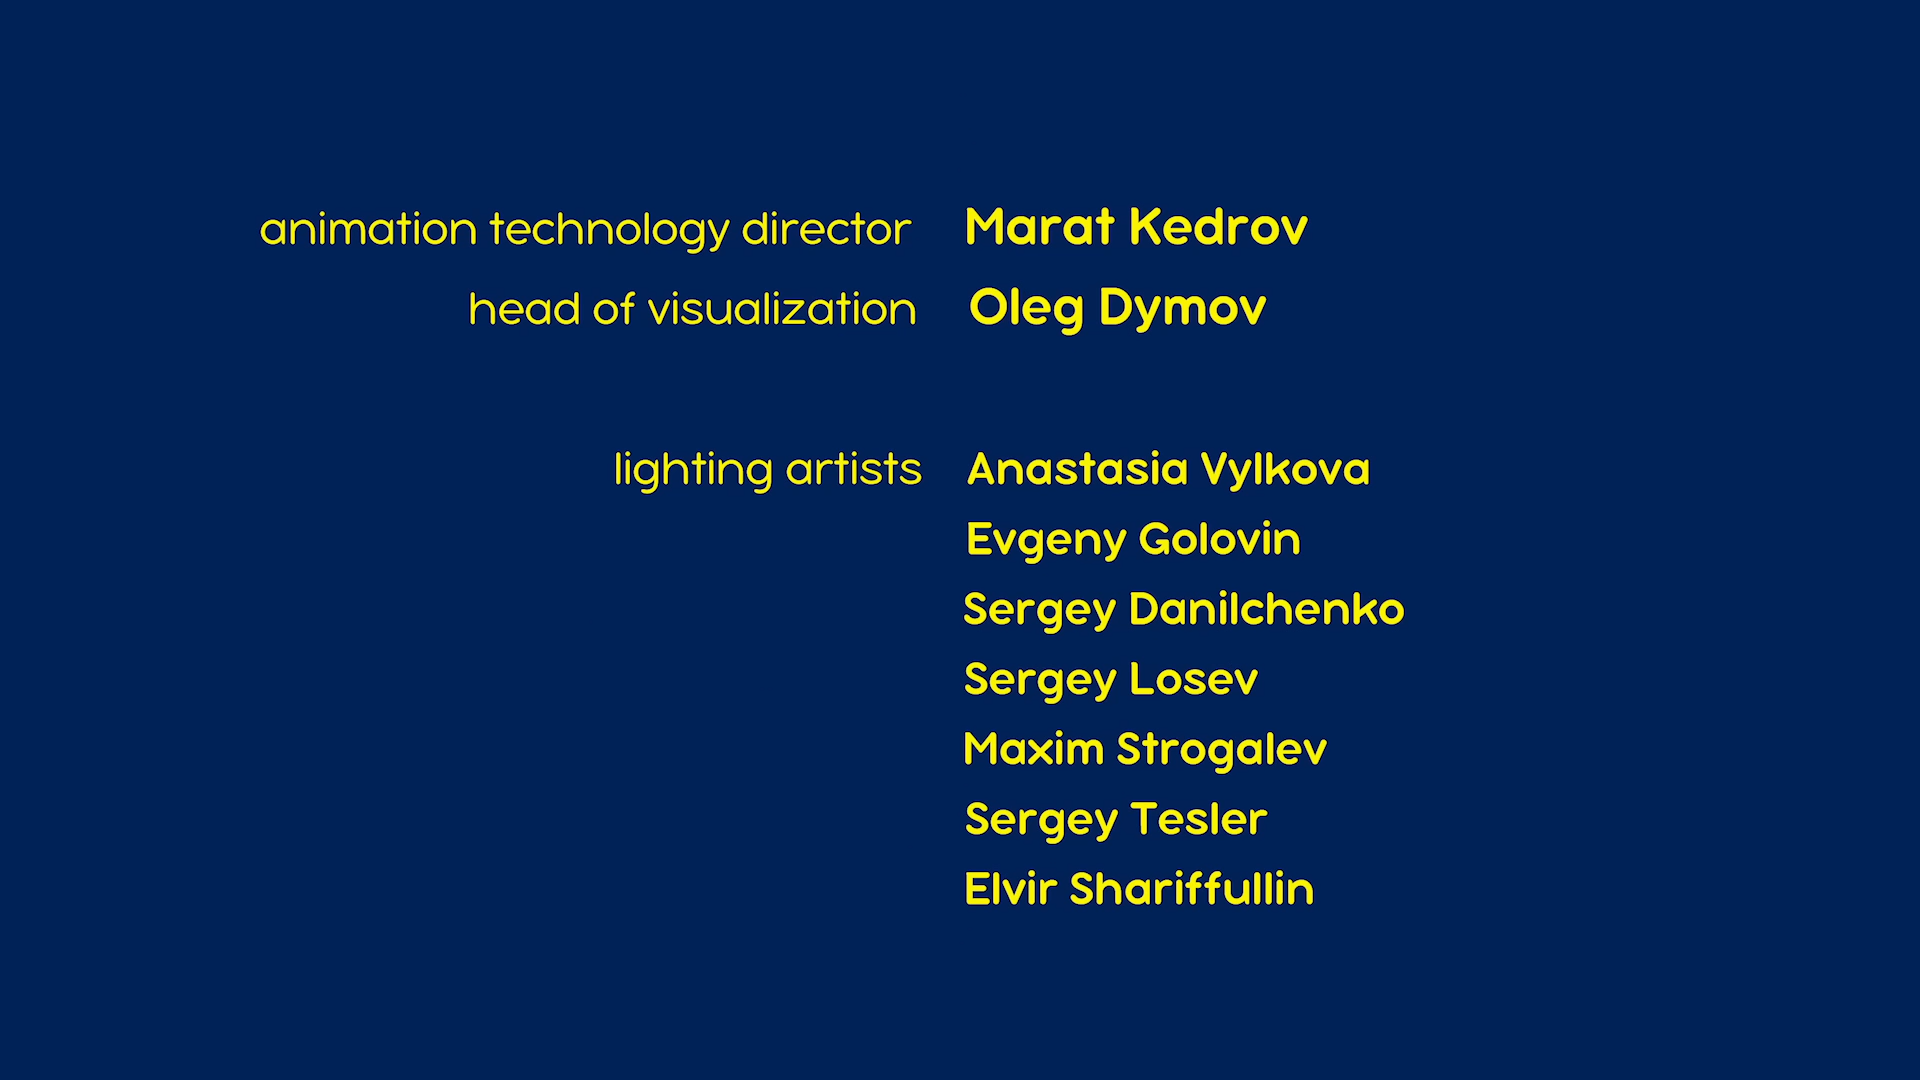 animation technology director Marat Kedrov
head of visualization Oleg Dymov
lighting artists Anastasia Vylkova
Evgeny Golovin
Sergey Danilchenko
Sergey Losev
Maxim Strogalev
Sergey Tesler
Elvir Shariffullin